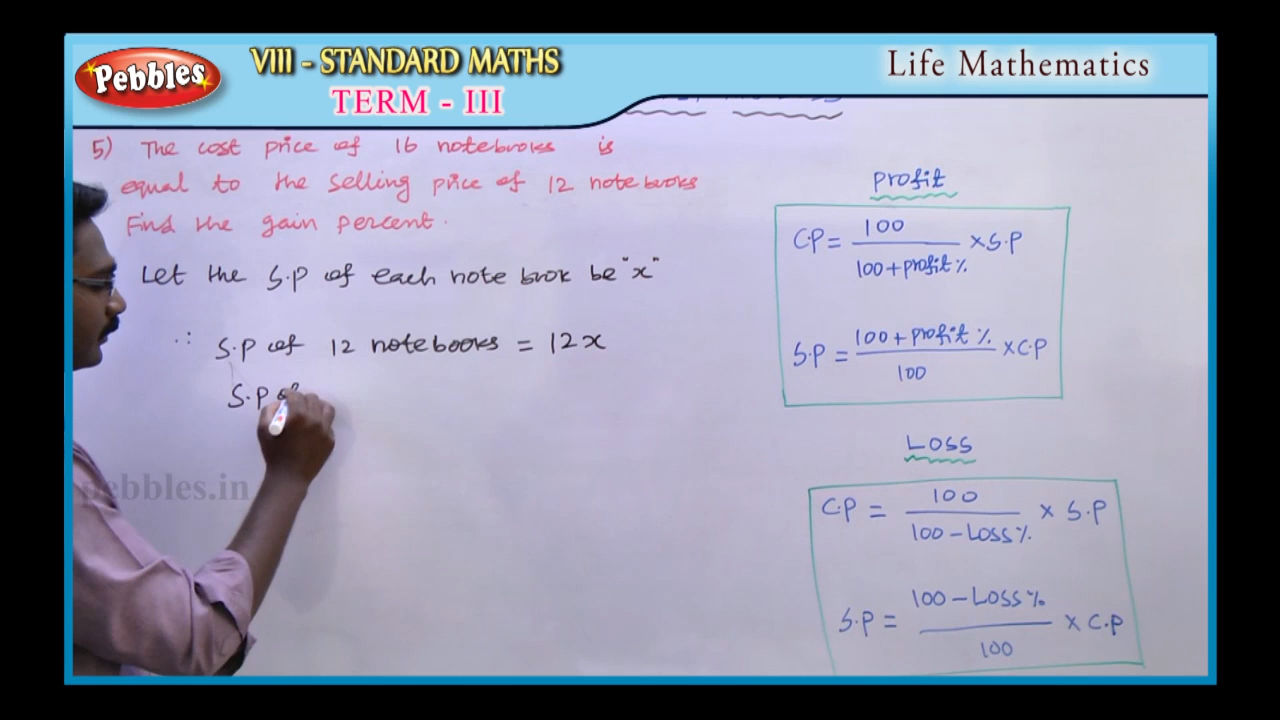 Pebbles
VIII - STANDARD MATHS
TERM - III
Life Mathematics
5) The cost price of 16 notebooks is
equal to the selling price of 12 notebooks
Find the gain percent.
Let the S.P of each note book be "x"
∴ S.P of 12 notebooks = 12x
S.P of
pebbles.in
Profit
C.P = 100 / 100 + profit % × S.P
S.P = 100 + profit % / 100 × C.P
Loss
C.P = 100 / 100 - Loss % × S.P
S.P = 100 - Loss % / 100 × C.P